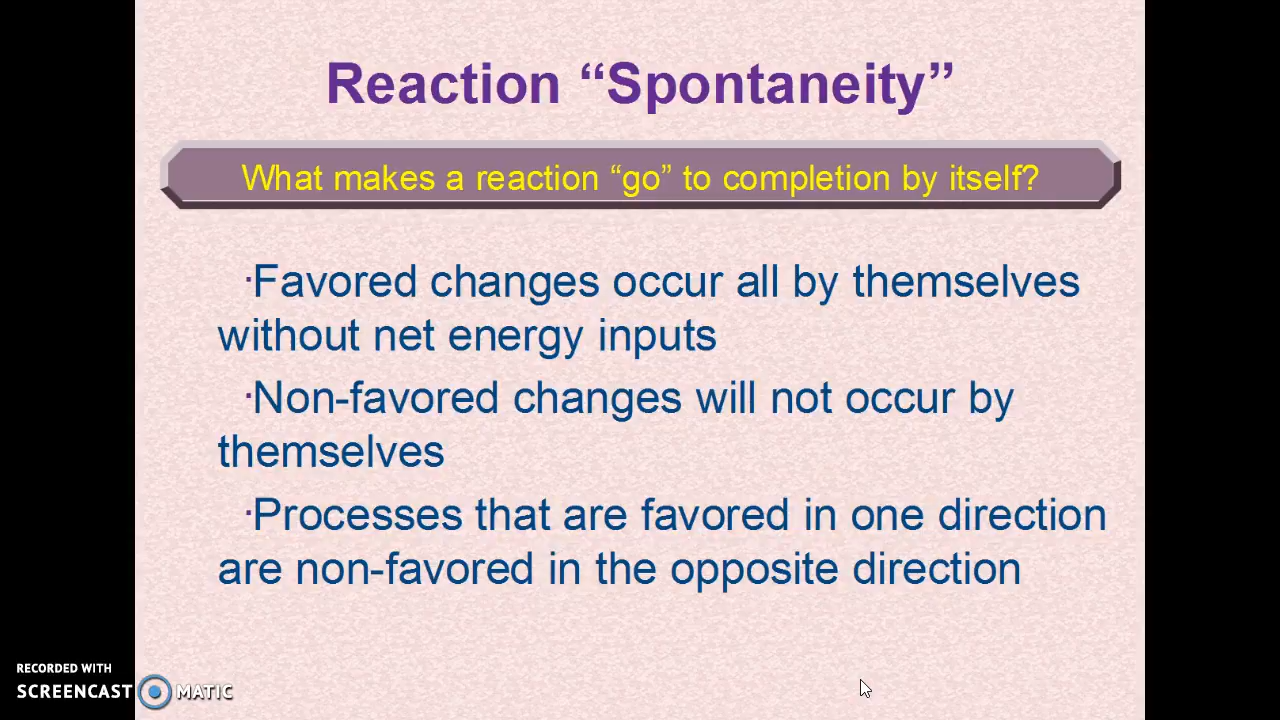 Reaction “Spontaneity”
What makes a reaction “go” to completion by itself?
·Favored changes occur all by themselves
without net energy inputs
·Non-favored changes will not occur by
themselves
·Processes that are favored in one direction
are non-favored in the opposite direction
RECORDED WITH
SCREENCAST MATIC